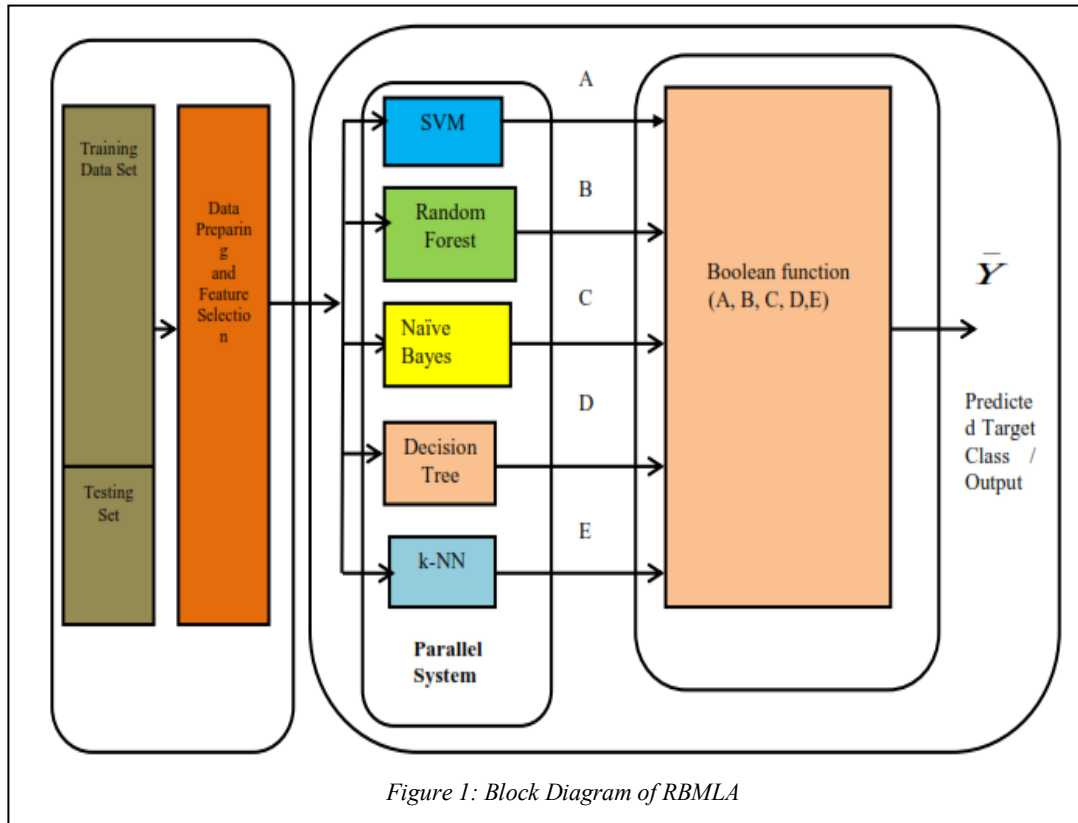 Training
Data Set
Testing
Set
Data
Preparin
g
and
Feature
Selectio
n
SVM
Random
Forest
Naïve
Bayes
Decision
Tree
k-NN
Parallel
System
A
B
C
D
E
Boolean function
(A, B, C, D,E)
Y̅
Predicte
d Target
Class /
Output
Figure 1: Block Diagram of RBMLA